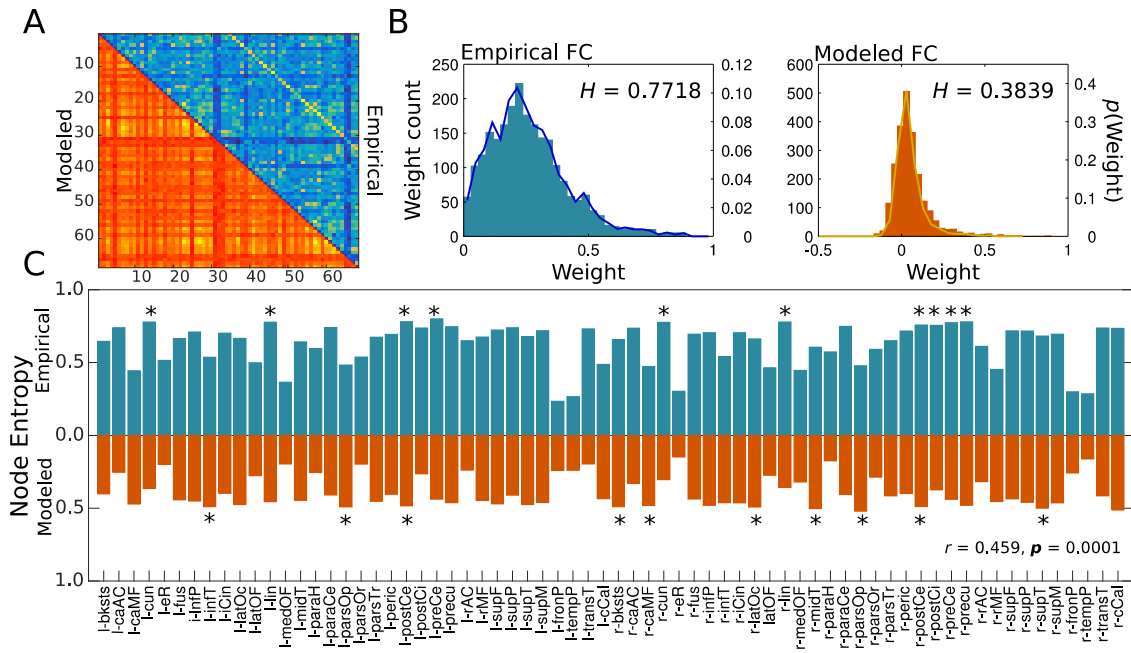 A
Modeled
Empirical
10
20
30
40
50
60
10
20
30
40
50
60
B
Empirical FC
H = 0.7718
Weight count
250
200
150
100
50
0
0.12
0.10
0.08
0.06
0.04
0.02
0
0
0.5
1
Weight
Modeled FC
H = 0.3839
600
500
400
300
200
100
0
0.4
0.3
0.2
0.1
0
p(Weight)
-0.5
0
0.5
1
Weight
C
Node Entropy
Empirical
Modeled
1.0
0.5
0.0
0.5
1.0
* * * * * * * * * *
* * * * * * * * * *
r = 0.459, p = 0.0001
l-bksts
l-caAC
l-caMF
l-cun
l-eR
l-fus
l-infP
l-infT
l-iCin
l-latOc
l-latOF
l-lin
l-medOF
l-midT
l-paraH
l-paraCe
l-parsOp
l-parsOr
l-parsTr
l-peric
l-postCe
l-postCi
l-preCe
l-precu
l-rAC
l-rMF
l-supF
l-supP
l-supT
l-supM
l-fronP
l-tempP
l-transT
l-cCal
r-bksts
r-caAC
r-caMF
r-cun
r-eR
r-fus
r-infP
r-infT
r-iCin
r-latOc
latOF
r-lin
r-medOF
r-midT
r-paraH
r-paraCe
r-parsOp
r-parsOr
r-parsTr
r-peric
r-postCe
r-postCi
r-preCe
r-precu
r-rAC
r-rMF
r-supF
r-supP
r-supT
r-supM
r-fronP
r-tempP
r-transT
r-cCal